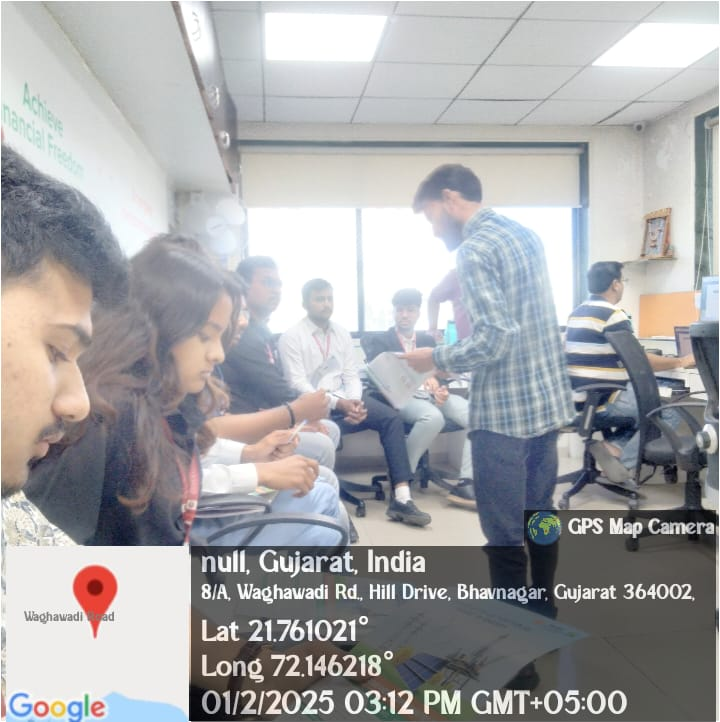 Achieve
Financial Freedom
GPS Map Camera
null, Gujarat, India
8/A, Waghawadi Rd., Hill Drive, Bhavnagar, Gujarat 364002,
Waghawadi Road
Lat 21.761021°
Long 72.146218°
01/2/2025 03:12 PM GMT+05:00
Google